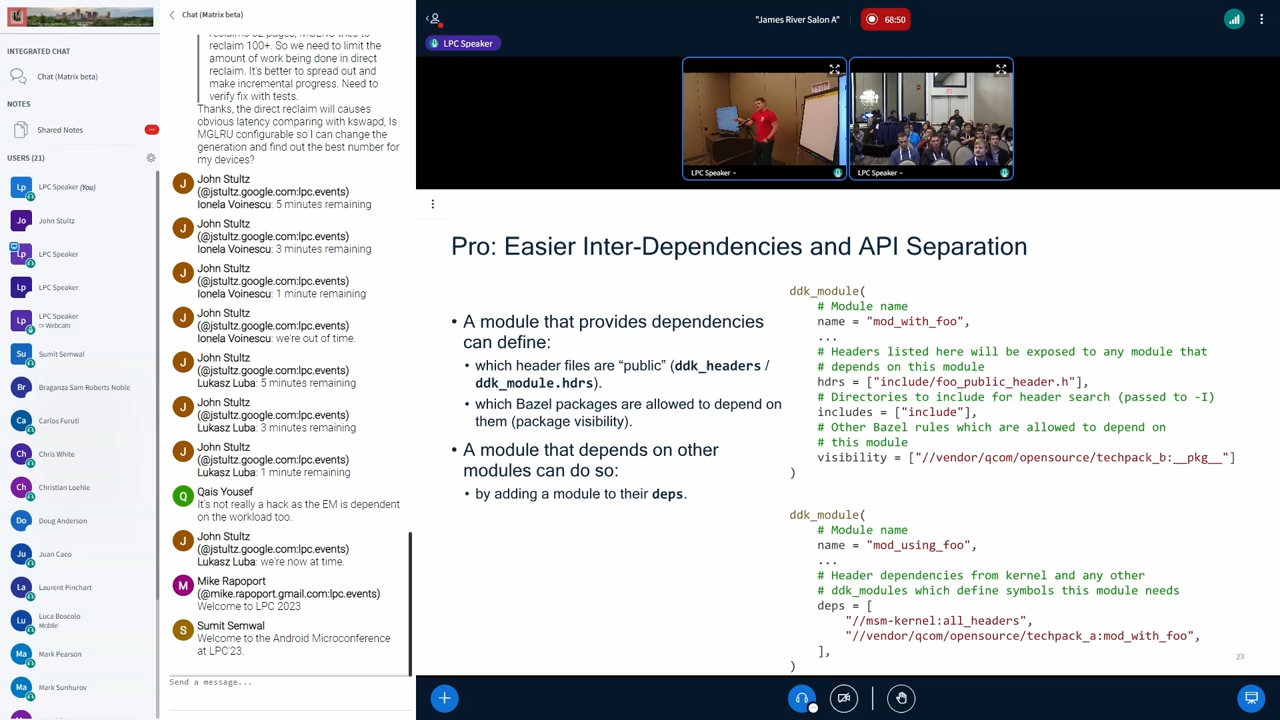 INTEGRATED CHAT
Chat (Matrix beta)
NOTES
Shared Notes
USERS (21)
Lp
LPC Speaker (You)
Jo
John Stultz
Lp
LPC Speaker
Lp
LPC Speaker
Lp
LPC Speaker
=> Webcam
Su
Sumit Semwal
Br
Braganza Sam Roberts Noble
Ca
Carlos Furuti
Ch
Chris White
Ch
Christian Loehle
Do
Doug Anderson
Ju
Juan Caco
La
Laurent Pinchart
Lu
Luca Boscolo
Mobile
Ma
Mark Pearson
Ma
Mark Sunhurov
Chat (Matrix beta)
reclaim 100+. So we need to limit the
amount of work being done in direct
reclaim. It's better to spread out and
make incremental progress. Need to
verify fix with tests.
Thanks, the direct reclaim will causes
obvious latency comparing with kswapd, Is
MGLRU configurable so I can change the
generation and find out the best number for
my devices?
J
John Stultz
(@jstultz.google.com:lpc.events)
Ionela Voinescu: 5 minutes remaining
J
John Stultz
(@jstultz.google.com:lpc.events)
Ionela Voinescu: 3 minutes remaining
J
John Stultz
(@jstultz.google.com:lpc.events)
Ionela Voinescu: 1 minute remaining
J
John Stultz
(@jstultz.google.com:lpc.events)
Ionela Voinescu: we're out of time.
J
John Stultz
(@jstultz.google.com:lpc.events)
Lukasz Luba: 5 minutes remaining
J
John Stultz
(@jstultz.google.com:lpc.events)
Lukasz Luba: 3 minutes remaining
J
John Stultz
(@jstultz.google.com:lpc.events)
Lukasz Luba: 1 minute remaining
Q
Qais Yousef
It's not really a hack as the EM is dependent
on the workload too.
J
John Stultz
(@jstultz.google.com:lpc.events)
Lukasz Luba: we're now at time.
M
Mike Rapoport
(@mike.rapoport.gmail.com:lpc.events)
Welcome to LPC 2023
S
Sumit Semwal
Welcome to the Android Microconference
at LPC'23.
Send a message...
"James River Salon A"
68:50
LPC Speaker
LPC Speaker
LPC Speaker
Pro: Easier Inter-Dependencies and API Separation
• A module that provides dependencies
can define:
• which header files are “public” (ddk_headers /
ddk_module.hdrs).
• which Bazel packages are allowed to depend on
them (package visibility).
• A module that depends on other
modules can do so:
• by adding a module to their deps.
ddk_module(
# Module name
name = "mod_with_foo",
...
# Headers listed here will be exposed to any module that
# depends on this module
hdrs = ["include/foo_public_header.h"],
# Directories to include for header search (passed to -I)
includes = ["include"],
# Other Bazel rules which are allowed to depend on
# this module
visibility = ["//vendor/qcom/opensource/techpack_b:__pkg__"]
)
ddk_module(
# Module name
name = "mod_using_foo",
...
# Header dependencies from kernel and any other
# ddk_modules which define symbols this module needs
deps = [
"//msm-kernel:all_headers",
"//vendor/qcom/opensource/techpack_a:mod_with_foo",
],
)
23